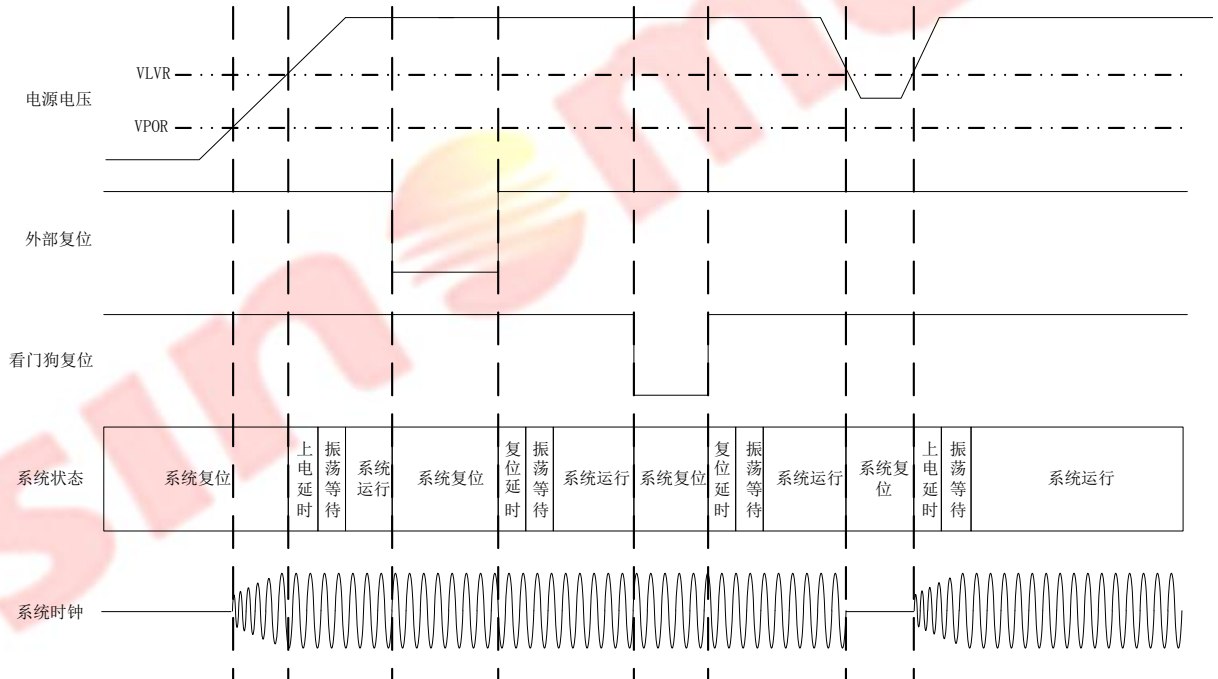 VLVR
电源电压
VPOR
外部复位
看门狗复位
系统状态
系统复位
上电延时
振荡等待
系统运行
系统复位
复位延时
振荡等待
系统运行
系统复位
复位延时
振荡等待
系统运行
系统复位
上电延时
振荡等待
系统运行
系统时钟